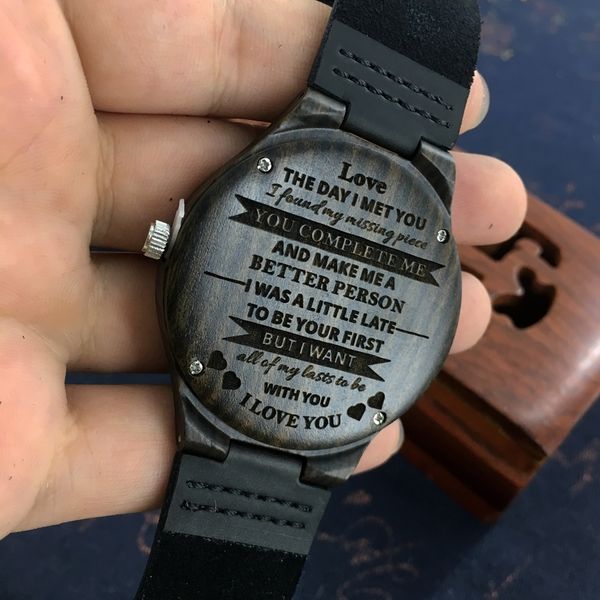 Love
THE DAY I MET YOU
I found my missing piece
YOU COMPLETE ME
AND MAKE ME A
BETTER PERSON
I WAS A LITTLE LATE
TO BE YOUR FIRST
BUT I WANT
all of my lasts to be
WITH YOU
I LOVE YOU